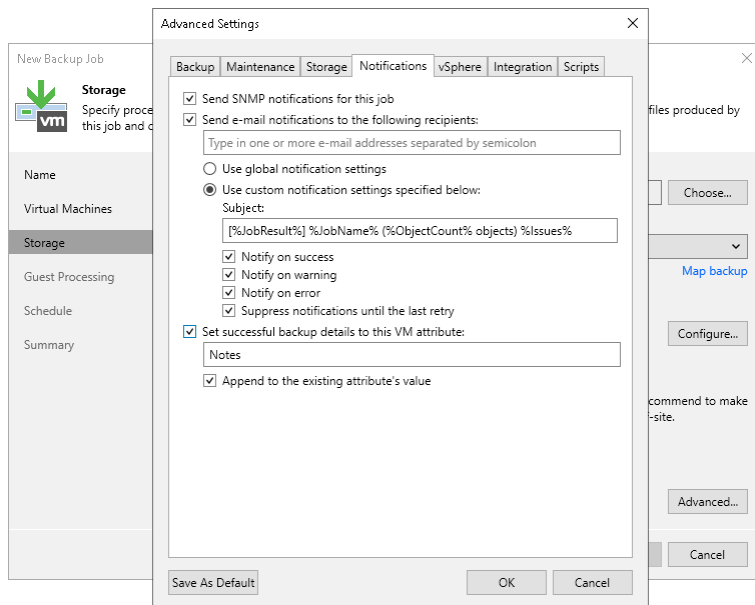 Advanced Settings
New Backup Job
Storage
Specify proce
this job and c
files produced by
vm
Name
Virtual Machines
Storage
Guest Processing
Schedule
Summary
Backup Maintenance Storage Notifications vSphere Integration Scripts
Send SNMP notifications for this job
Send e-mail notifications to the following recipients:
Type in one or more e-mail addresses separated by semicolon
Use global notification settings
Use custom notification settings specified below:
Subject:
[%JobResult%] %JobName% (%ObjectCount% objects) %Issues%
Notify on success
Notify on warning
Notify on error
Suppress notifications until the last retry
Set successful backup details to this VM attribute:
Notes
Append to the existing attribute's value
Save As Default
OK
Cancel
Choose...
Map backup
Configure...
commend to make
-site.
Advanced...
Cancel